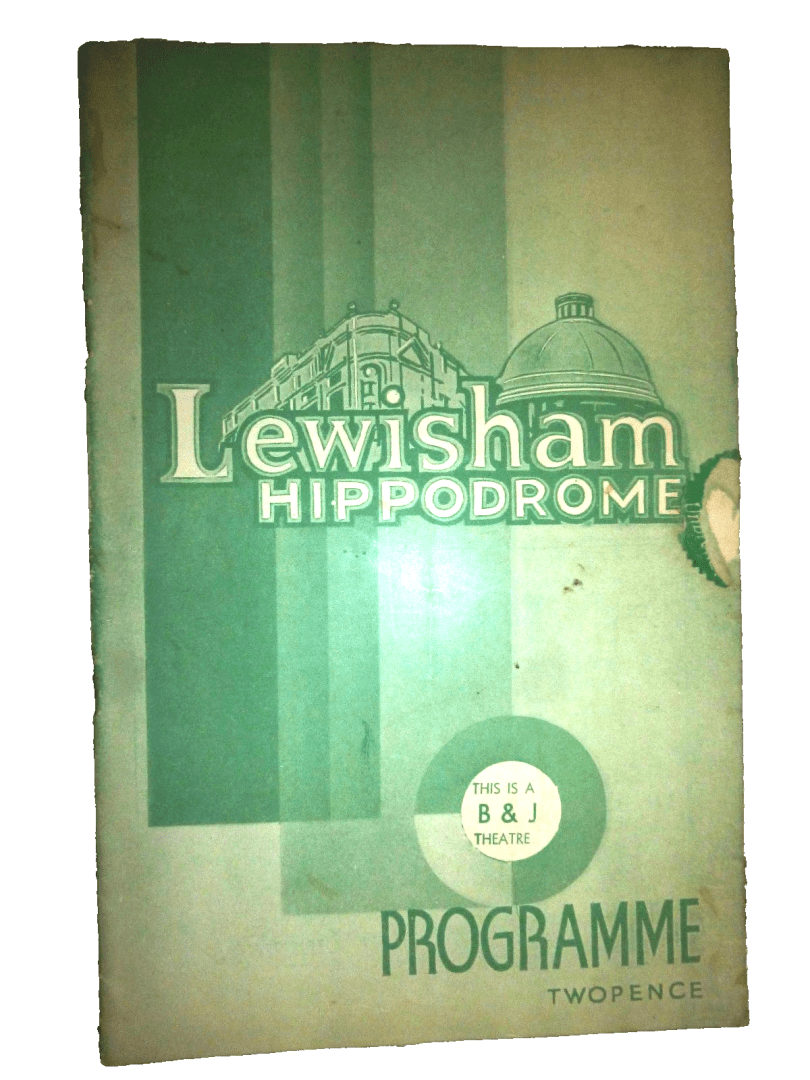 Lewisham
HIPPODROME
THIS IS A
B & J
THEATRE
PROGRAMME
TWOPENCE